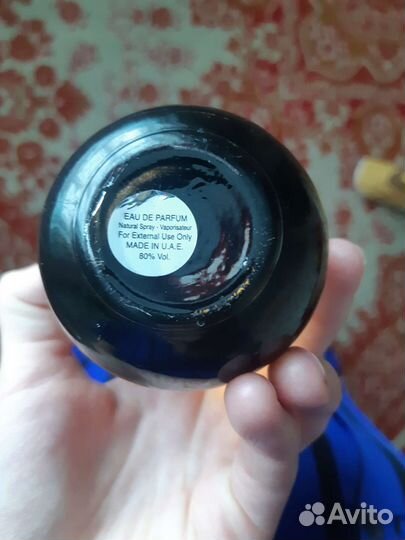 EAU DE PARFUM
Natural Spray - Vaporisateur
For External Use Only
MADE IN U.A.E.
80% Vol.
Avito